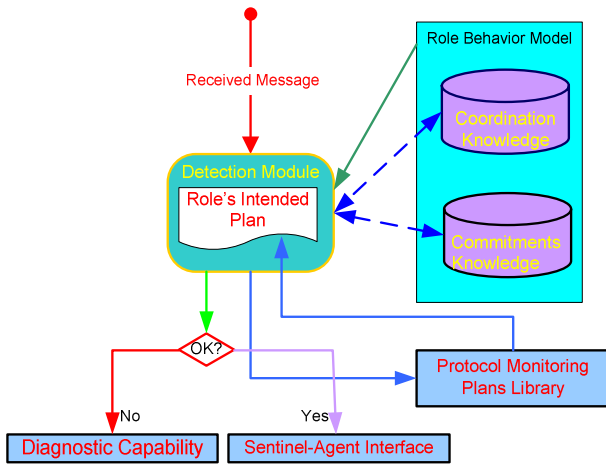 Role Behavior Model
Received Message
Coordination
Knowledge
Detection Module
Role's Intended
Plan
Commitments
Knowledge
OK?
Protocol Monitoring
Plans Library
No
Yes
Diagnostic Capability
Sentinel-Agent Interface